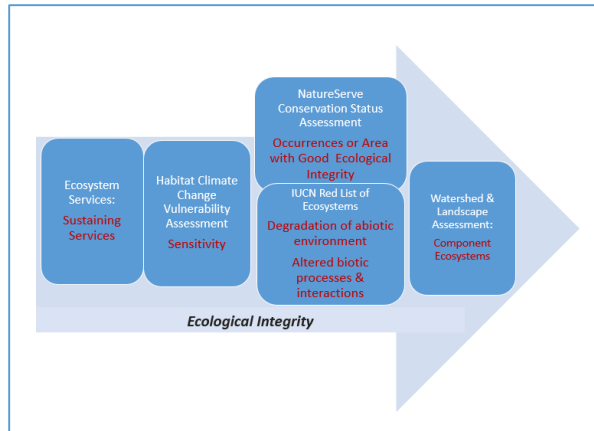 Ecosystem
Services:
Sustaining
Services
Habitat Climate
Change
Vulnerability
Assessment
Sensitivity
NatureServe
Conservation Status
Assessment
Occurrences or Area
with Good Ecological
Integrity
IUCN Red List of
Ecosystems
Degradation of abiotic
environment
Altered biotic
processes &
interactions
Watershed &
Landscape
Assessment:
Component
Ecosystems
Ecological Integrity